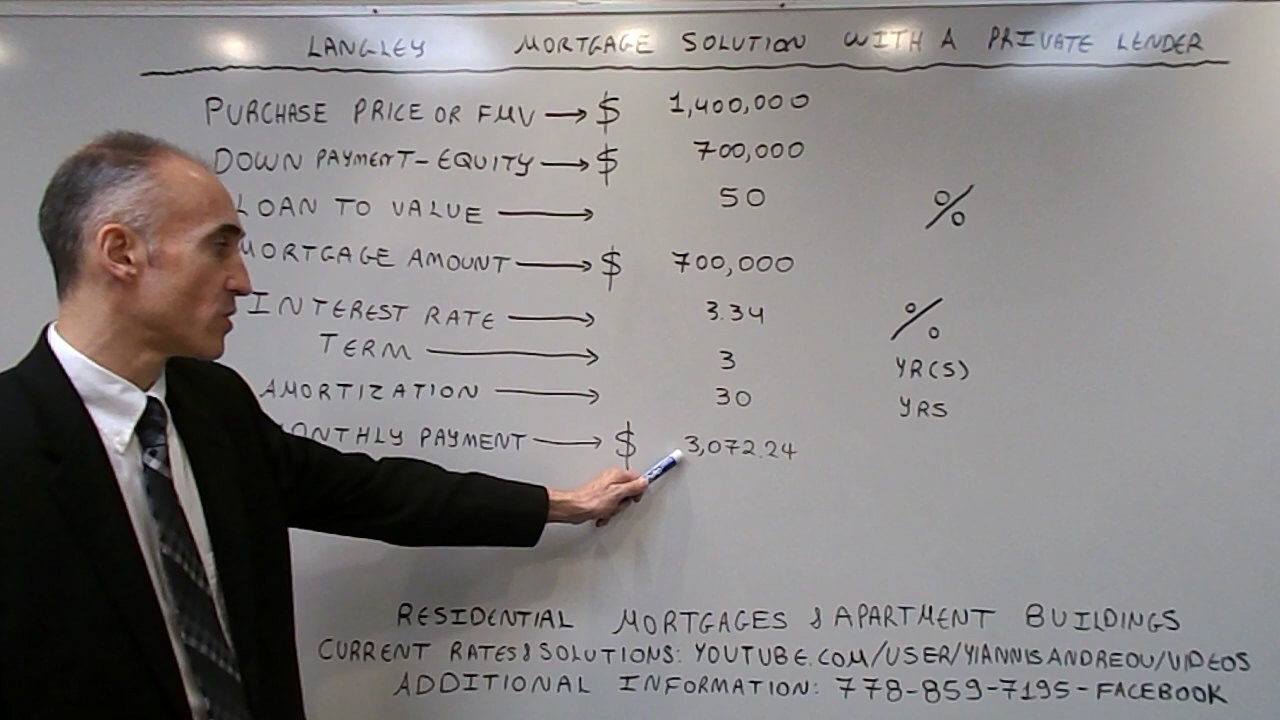 LANGLEY MORTGAGE SOLUTION WITH A PRIVATE LENDER
PURCHASE PRICE OR FMV → $ 1,400,000
DOWN PAYMENT-EQUITY → $ 700,000
LOAN TO VALUE → 50 %
MORTGAGE AMOUNT → $ 700,000
INTEREST RATE → 3.34 %
TERM → 3 YR(S)
AMORTIZATION → 30 YRS
MONTHLY PAYMENT → $ 3,072.24
RESIDENTIAL MORTGAGES & APARTMENT BUILDINGS
CURRENT RATES & SOLUTIONS: YOUTUBE.COM/USER/YIANNISANDREOU/VIDEOS
ADDITIONAL INFORMATION: 778-859-7195-FACEBOOK